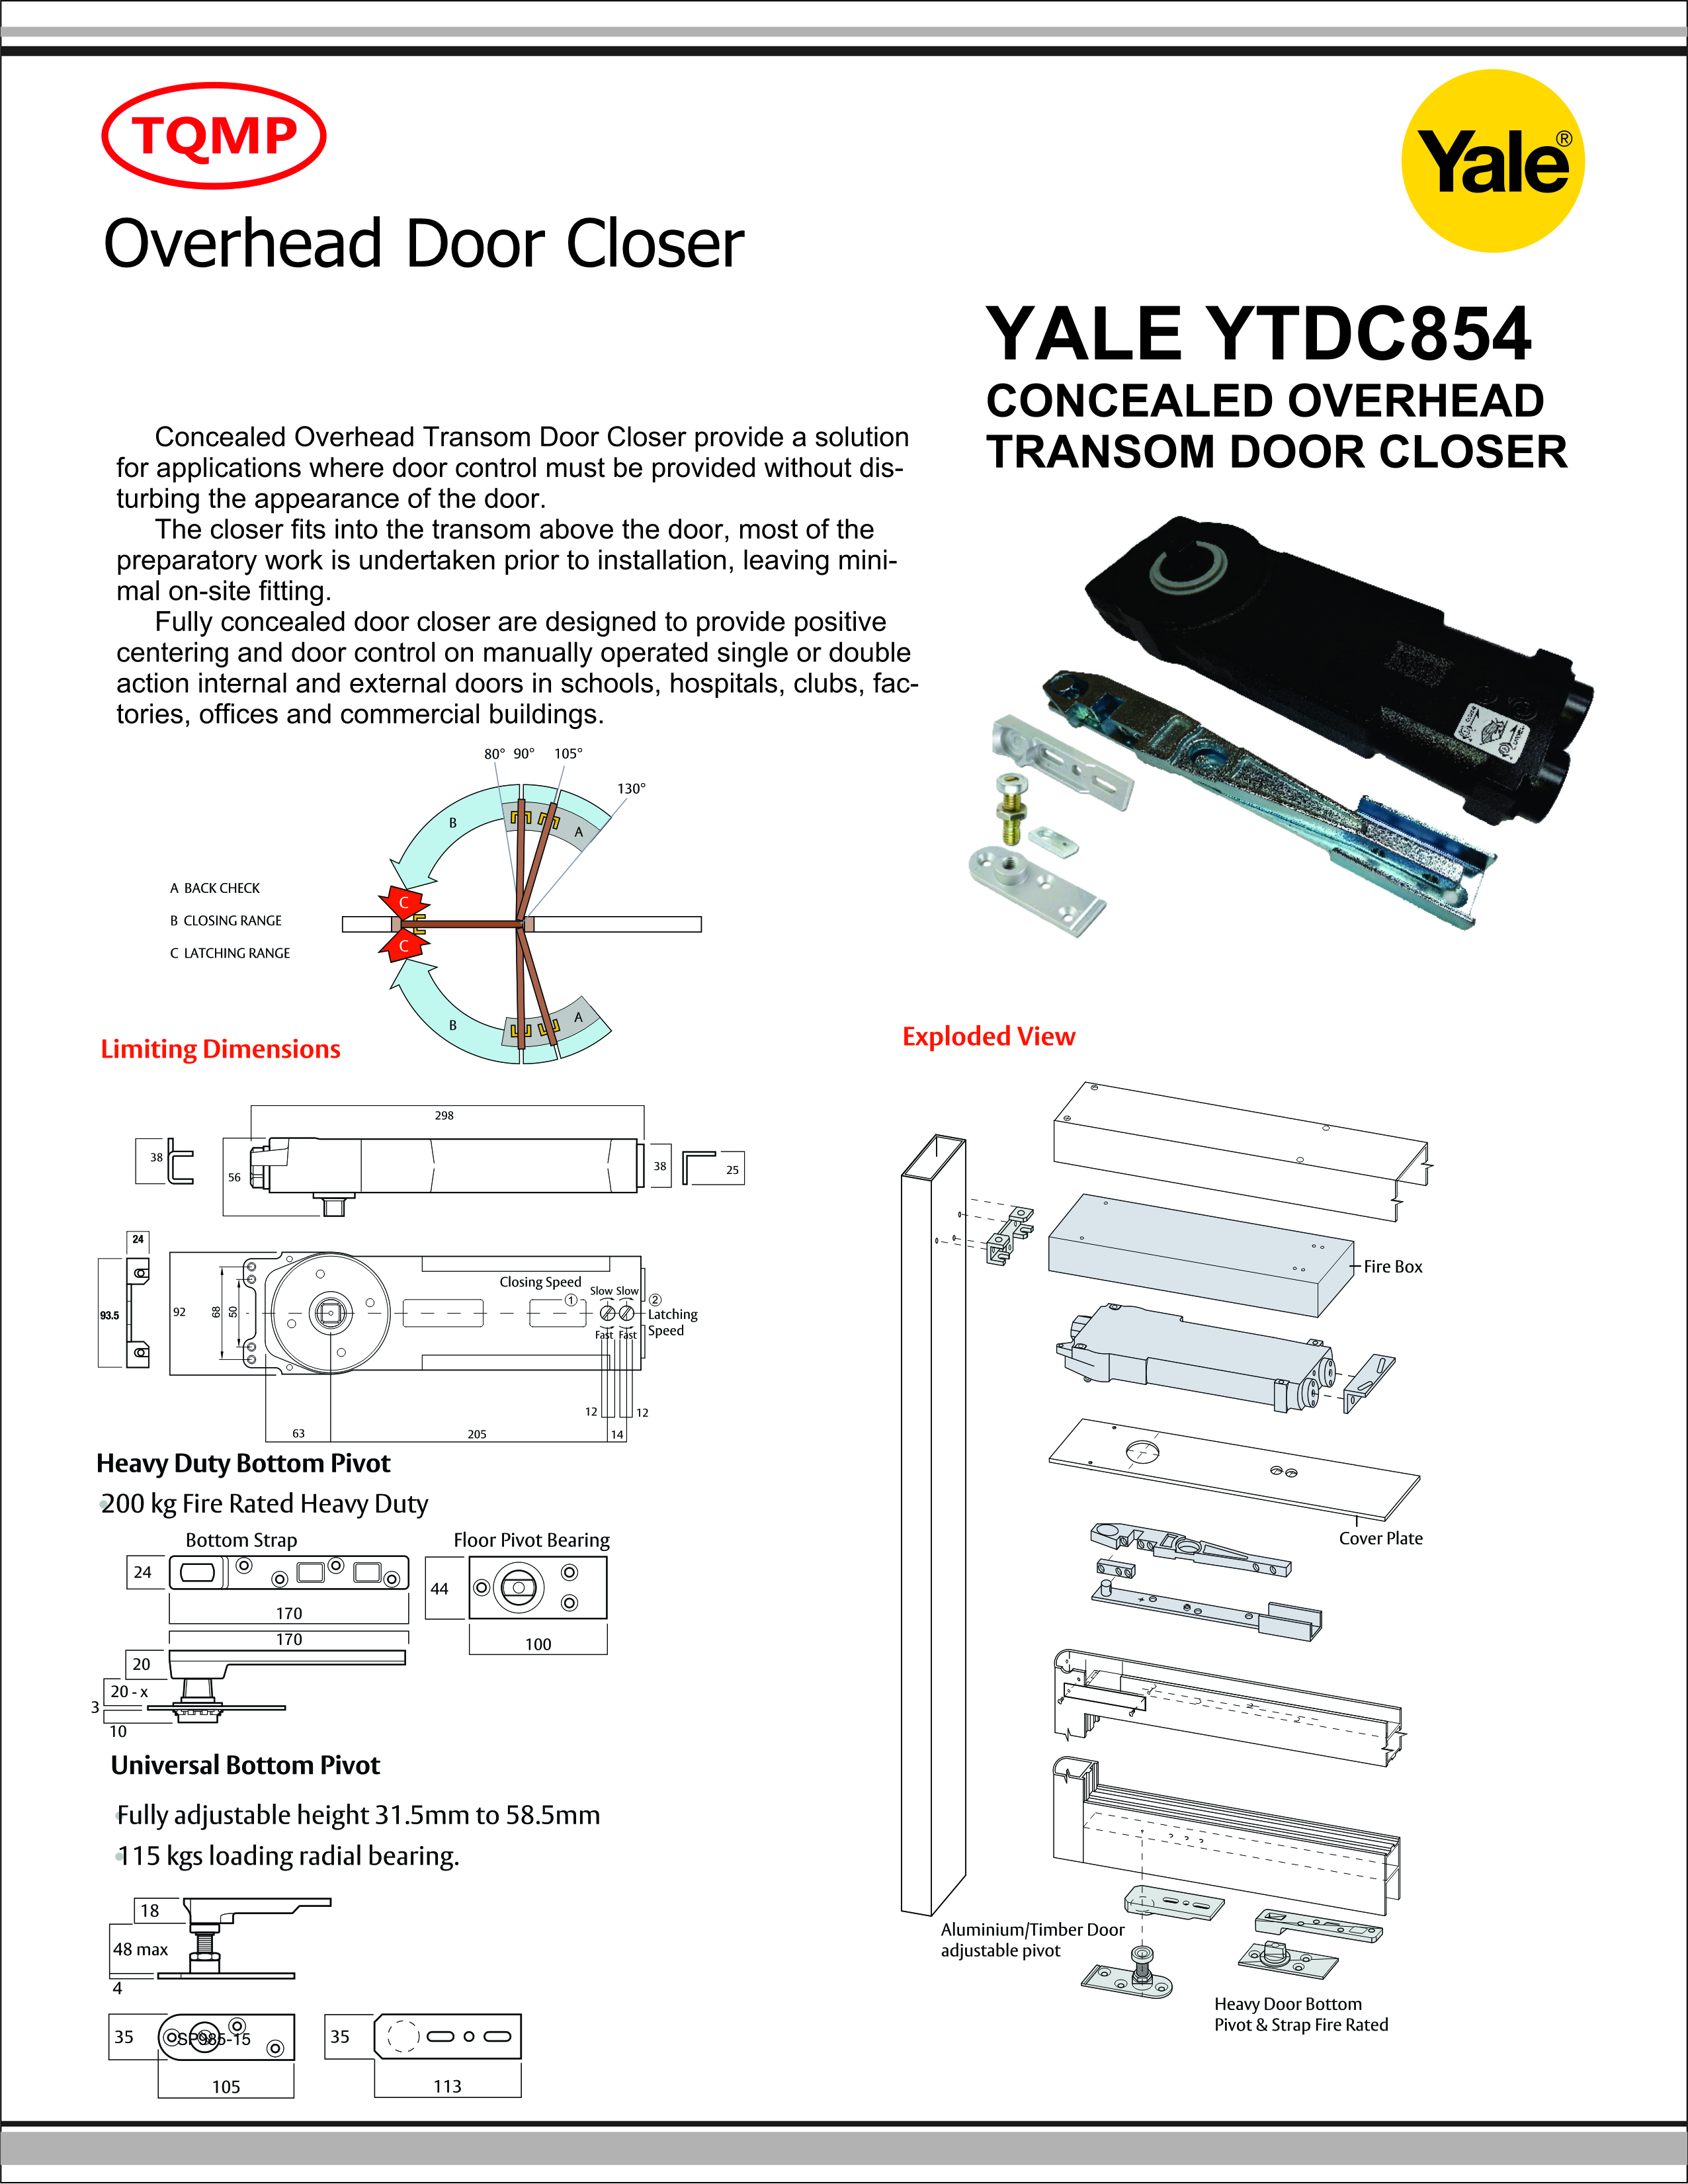 TQMP
Yale®
Overhead Door Closer
YALE YTDC854
CONCEALED OVERHEAD
TRANSOM DOOR CLOSER
Concealed Overhead Transom Door Closer provide a solution
for applications where door control must be provided without dis-
turbing the appearance of the door.
The closer fits into the transom above the door, most of the
preparatory work is undertaken prior to installation, leaving mini-
mal on-site fitting.
Fully concealed door closer are designed to provide positive
centering and door control on manually operated single or double
action internal and external doors in schools, hospitals, clubs, fac-
tories, offices and commercial buildings.
80° 90° 105°
130°
B
A
A BACK CHECK
C
B CLOSING RANGE
C
C LATCHING RANGE
B
A
Limiting Dimensions
298
38
56
38
25
24
93.5
92
68
50
Closing Speed
1
Slow Slow
2
Latching
Speed
Fast Fast
12
12
63
205
14
Heavy Duty Bottom Pivot
200 kg Fire Rated Heavy Duty
Bottom Strap
Floor Pivot Bearing
24
44
170
170
100
20
20 - x
3
10
Universal Bottom Pivot
Fully adjustable height 31.5mm to 58.5mm
115 kgs loading radial bearing.
18
48 max
4
35
SP985-15
35
105
113
Exploded View
Fire Box
Cover Plate
Aluminium/Timber Door
adjustable pivot
Heavy Door Bottom
Pivot & Strap Fire Rated